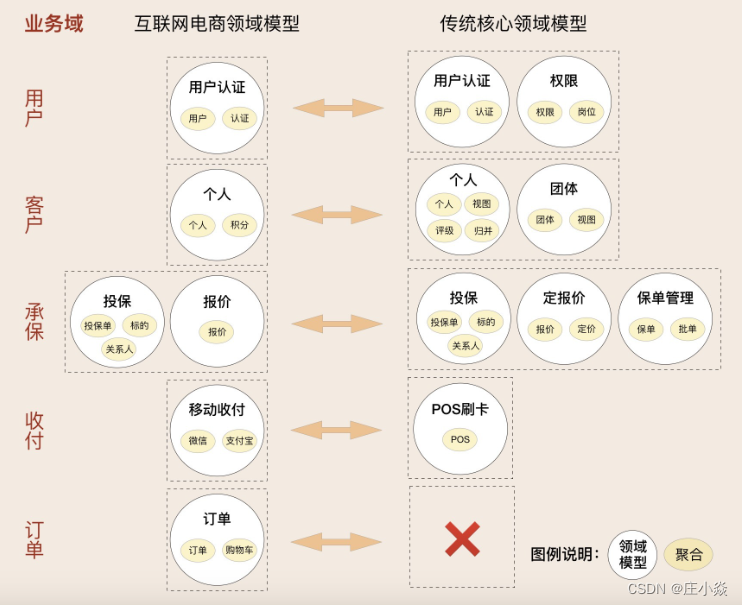 业务域
互联网电商领域模型
传统核心领域模型
用户
用户认证
用户
认证
用户认证
用户
认证
权限
权限
岗位
客户
个人
个人
积分
个人
个人
视图
评级
归并
团体
团体
视图
承保
投保
投保单
标的
关系人
报价
报价
投保
投保单
标的
关系人
定报价
报价
定价
保单管理
保单
批单
收付
移动收付
微信
支付宝
POS刷卡
POS
订单
订单
订单
购物车
图例说明：
领域
模型
聚合
CSDN @庄小焱